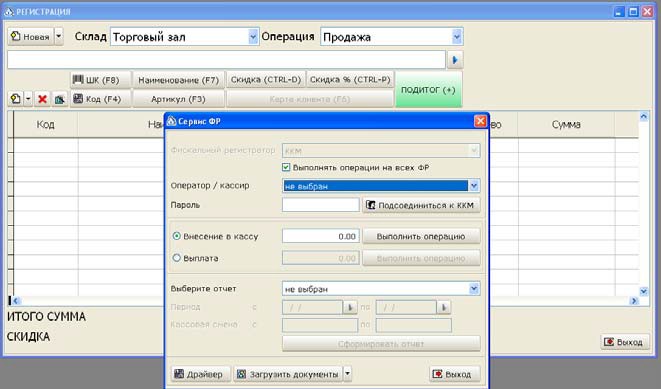 РЕГИСТРАЦИЯ
Новая Склад Торговый зал Операция Продажа
ШК (F8) Наименование (F7) Скидка (CTRL-D) Скидка % (CTRL-P) ПОДИТОГ (+)
Код (F4) Артикул (F3) Карта клиента (F6)
Код Наи во Сумма
Сервис ФР
Фискальный регистратор ККМ
Выполнять операции на всех ФР
Оператор / кассир не выбран
Пароль Подсоединиться к ККМ
Внесение в кассу 0.00 Выполнить операцию
Выплата 0.00 Выполнить операцию
Выберите отчет не выбран
Период с / / по / /
Кассовая смена с по
Сформировать отчет
Драйвер Загрузить документы Выход
ИТОГО СУММА
СКИДКА Выход